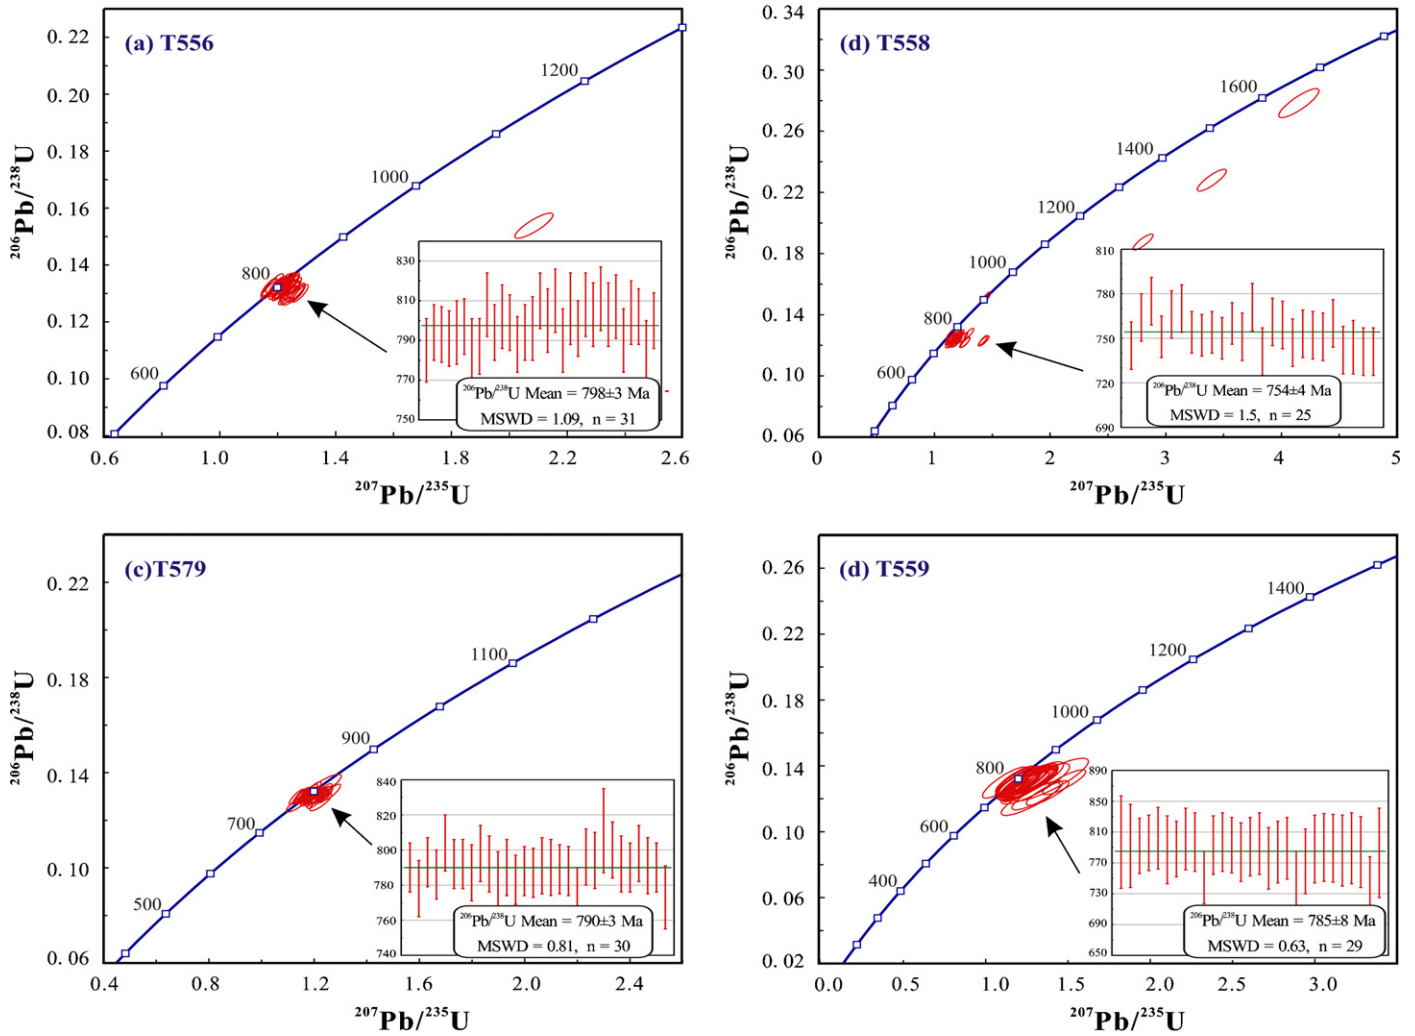 (a) T556
0. 22
0. 20
0. 18
0. 16
0. 14
0. 12
0. 10
0. 08
²⁰⁶Pb/²³⁸U
600
800
1000
1200
830
810
790
770
750
²⁰⁶Pb/²³⁸U Mean = 798±3 Ma
MSWD = 1.09, n = 31
0.6 1.0 1.4 1.8 2.2 2.6
²⁰⁷Pb/²³⁵U
(d) T558
0. 34
0. 30
0. 26
0. 22
0. 18
0. 14
0. 10
0. 06
²⁰⁶Pb/²³⁸U
600
800
1000
1200
1400
1600
810
780
750
720
690
²⁰⁶Pb/²³⁸U Mean = 754±4 Ma
MSWD = 1.5, n = 25
0 1 2 3 4 5
²⁰⁷Pb/²³⁵U
(c)T579
0. 22
0. 18
0. 14
0. 10
0. 06
²⁰⁶Pb/²³⁸U
500
700
900
1100
840
820
800
780
760
740
²⁰⁶Pb/²³⁸U Mean = 790±3 Ma
MSWD = 0.81, n = 30
0.4 0.8 1.2 1.6 2.0 2.4
²⁰⁷Pb/²³⁵U
(d) T559
0. 26
0. 22
0. 18
0. 14
0. 10
0. 06
0. 02
²⁰⁶Pb/²³⁸U
400
600
800
1000
1200
1400
890
850
810
770
730
690
650
²⁰⁶Pb/²³⁸U Mean = 785±8 Ma
MSWD = 0.63, n = 29
0.0 0.5 1.0 1.5 2.0 2.5 3.0
²⁰⁷Pb/²³⁵U